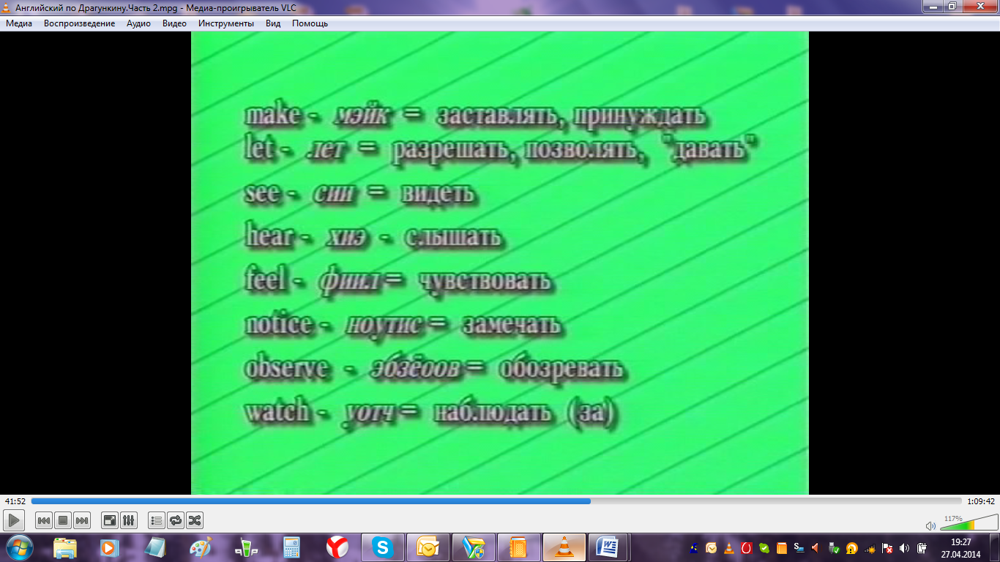 Английский по Драгункину.Часть 2.mpg - Медиа-проигрыватель VLC
Медиа Воспроизведение Аудио Видео Инструменты Вид Помощь
make - мэйк = заставлять, принуждать
let - лет = разрешать, позволять, "давать"
see - сии = видеть
hear - хиэ - слышать
feel - фиил = чувствовать
notice - ноутис = замечать
observe - эбзёоов = обозревать
watch - уотч = наблюдать (за)
41:52 1:09:42
117%
19:27
27.04.2014